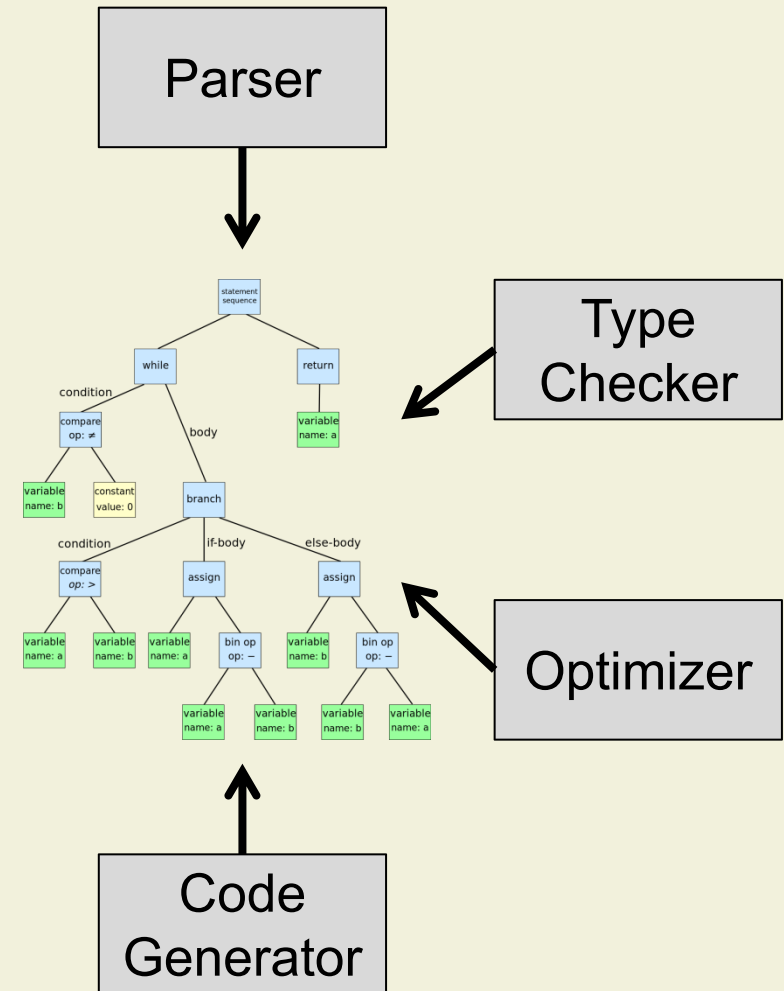 Parser
statement
sequence
while
return
condition
compare
op: ≠
body
variable
name: a
variable
name: b
constant
value: 0
branch
condition
if-body
else-body
compare
op: >
assign
assign
variable
name: a
variable
name: b
variable
name: a
bin op
op: −
variable
name: b
bin op
op: −
variable
name: a
variable
name: b
variable
name: b
variable
name: a
Type
Checker
Optimizer
Code
Generator